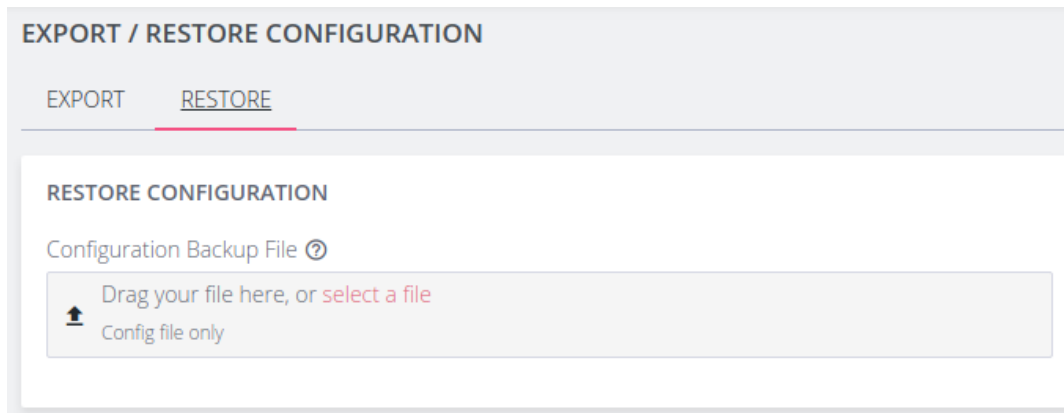 EXPORT / RESTORE CONFIGURATION
EXPORT RESTORE
RESTORE CONFIGURATION
Configuration Backup File ?
Drag your file here, or select a file
Config file only